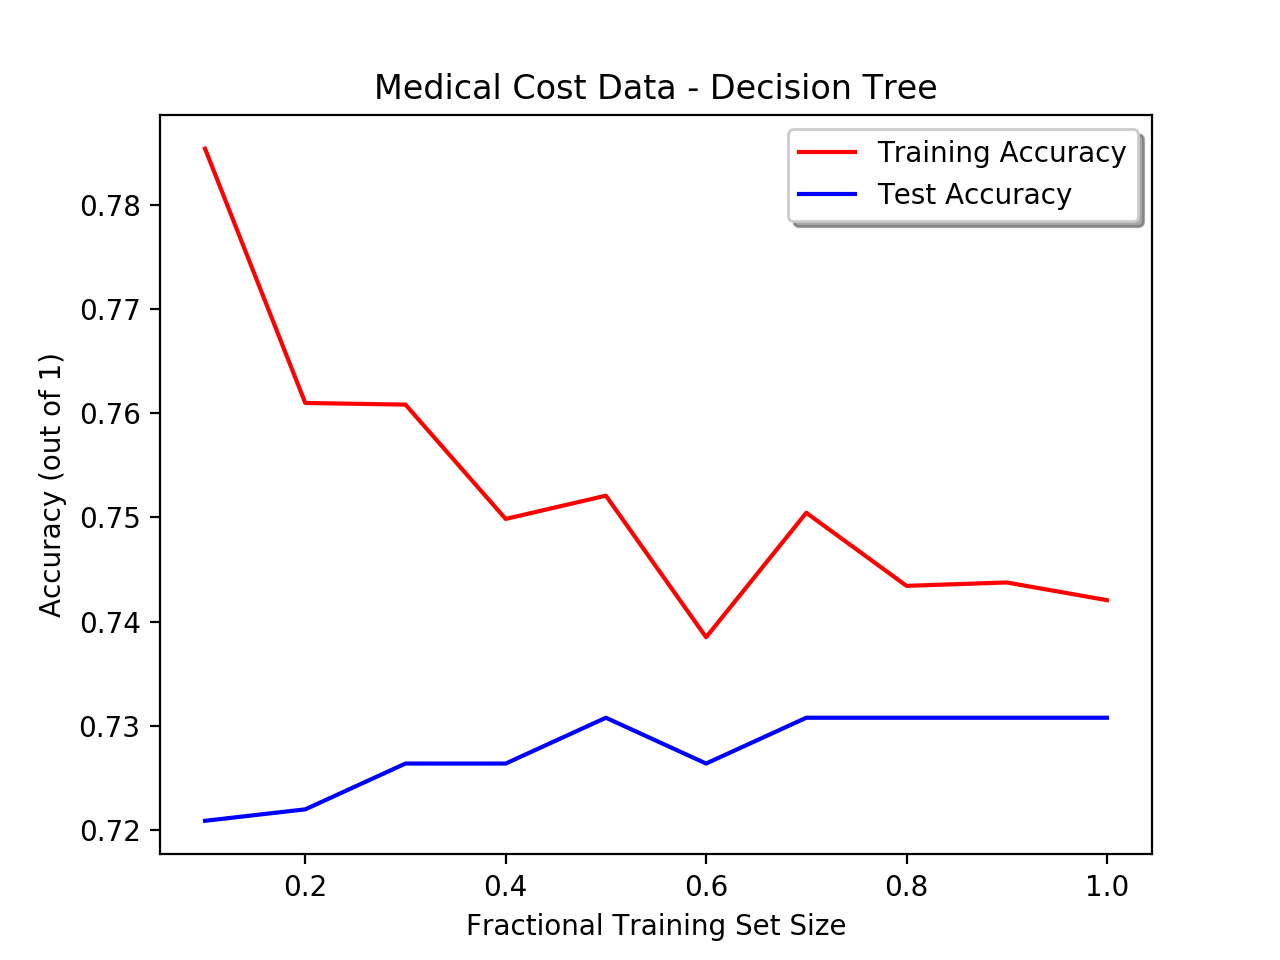 Medical Cost Data - Decision Tree
Training Accuracy
Test Accuracy
0.78
0.77
0.76
0.75
0.74
0.73
0.72
Accuracy (out of 1)
0.2 0.4 0.6 0.8 1.0
Fractional Training Set Size